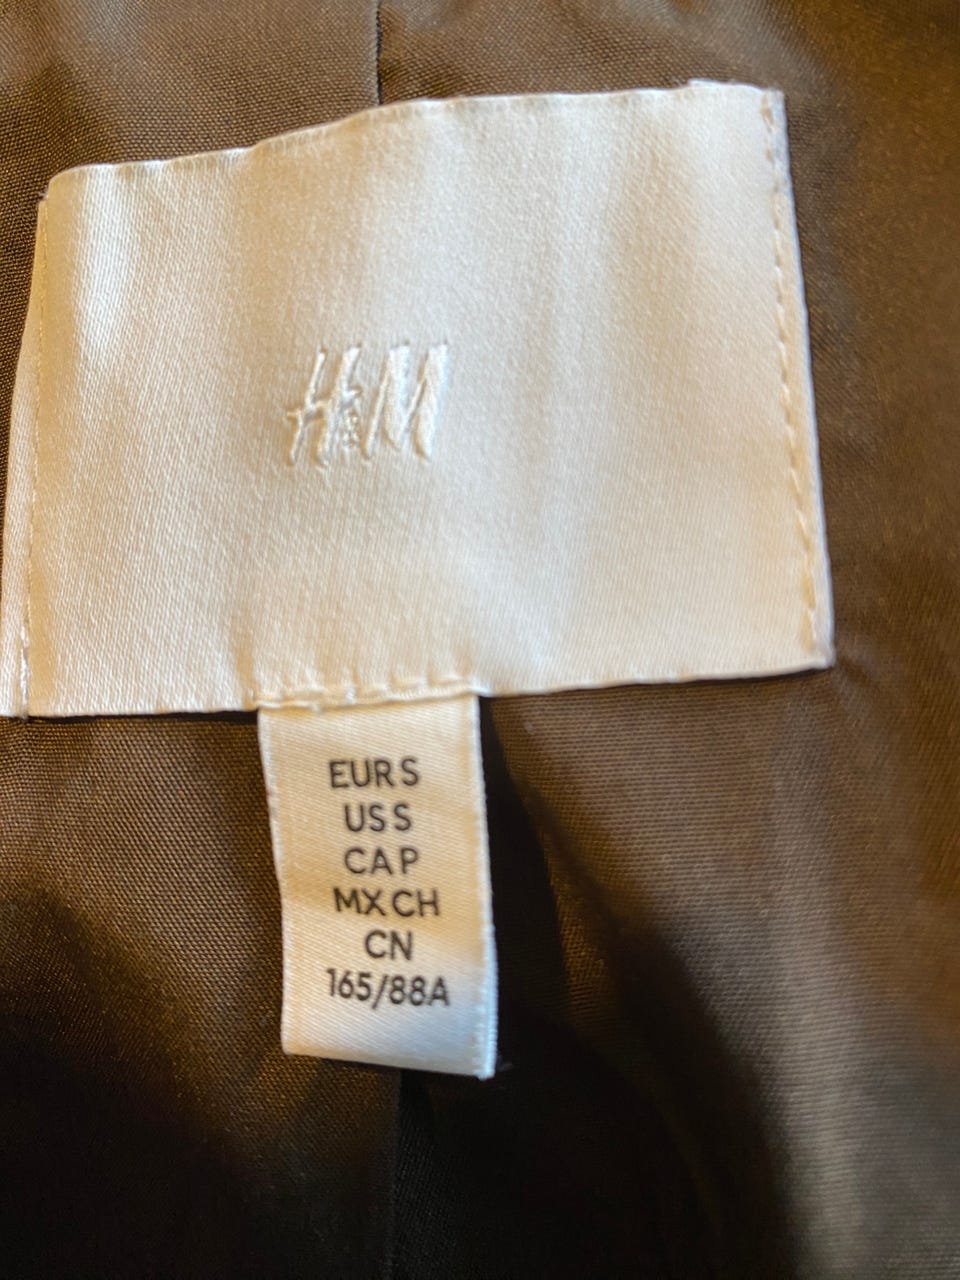 H&M
EUR S
US S
CA P
MX CH
CN
165/88A